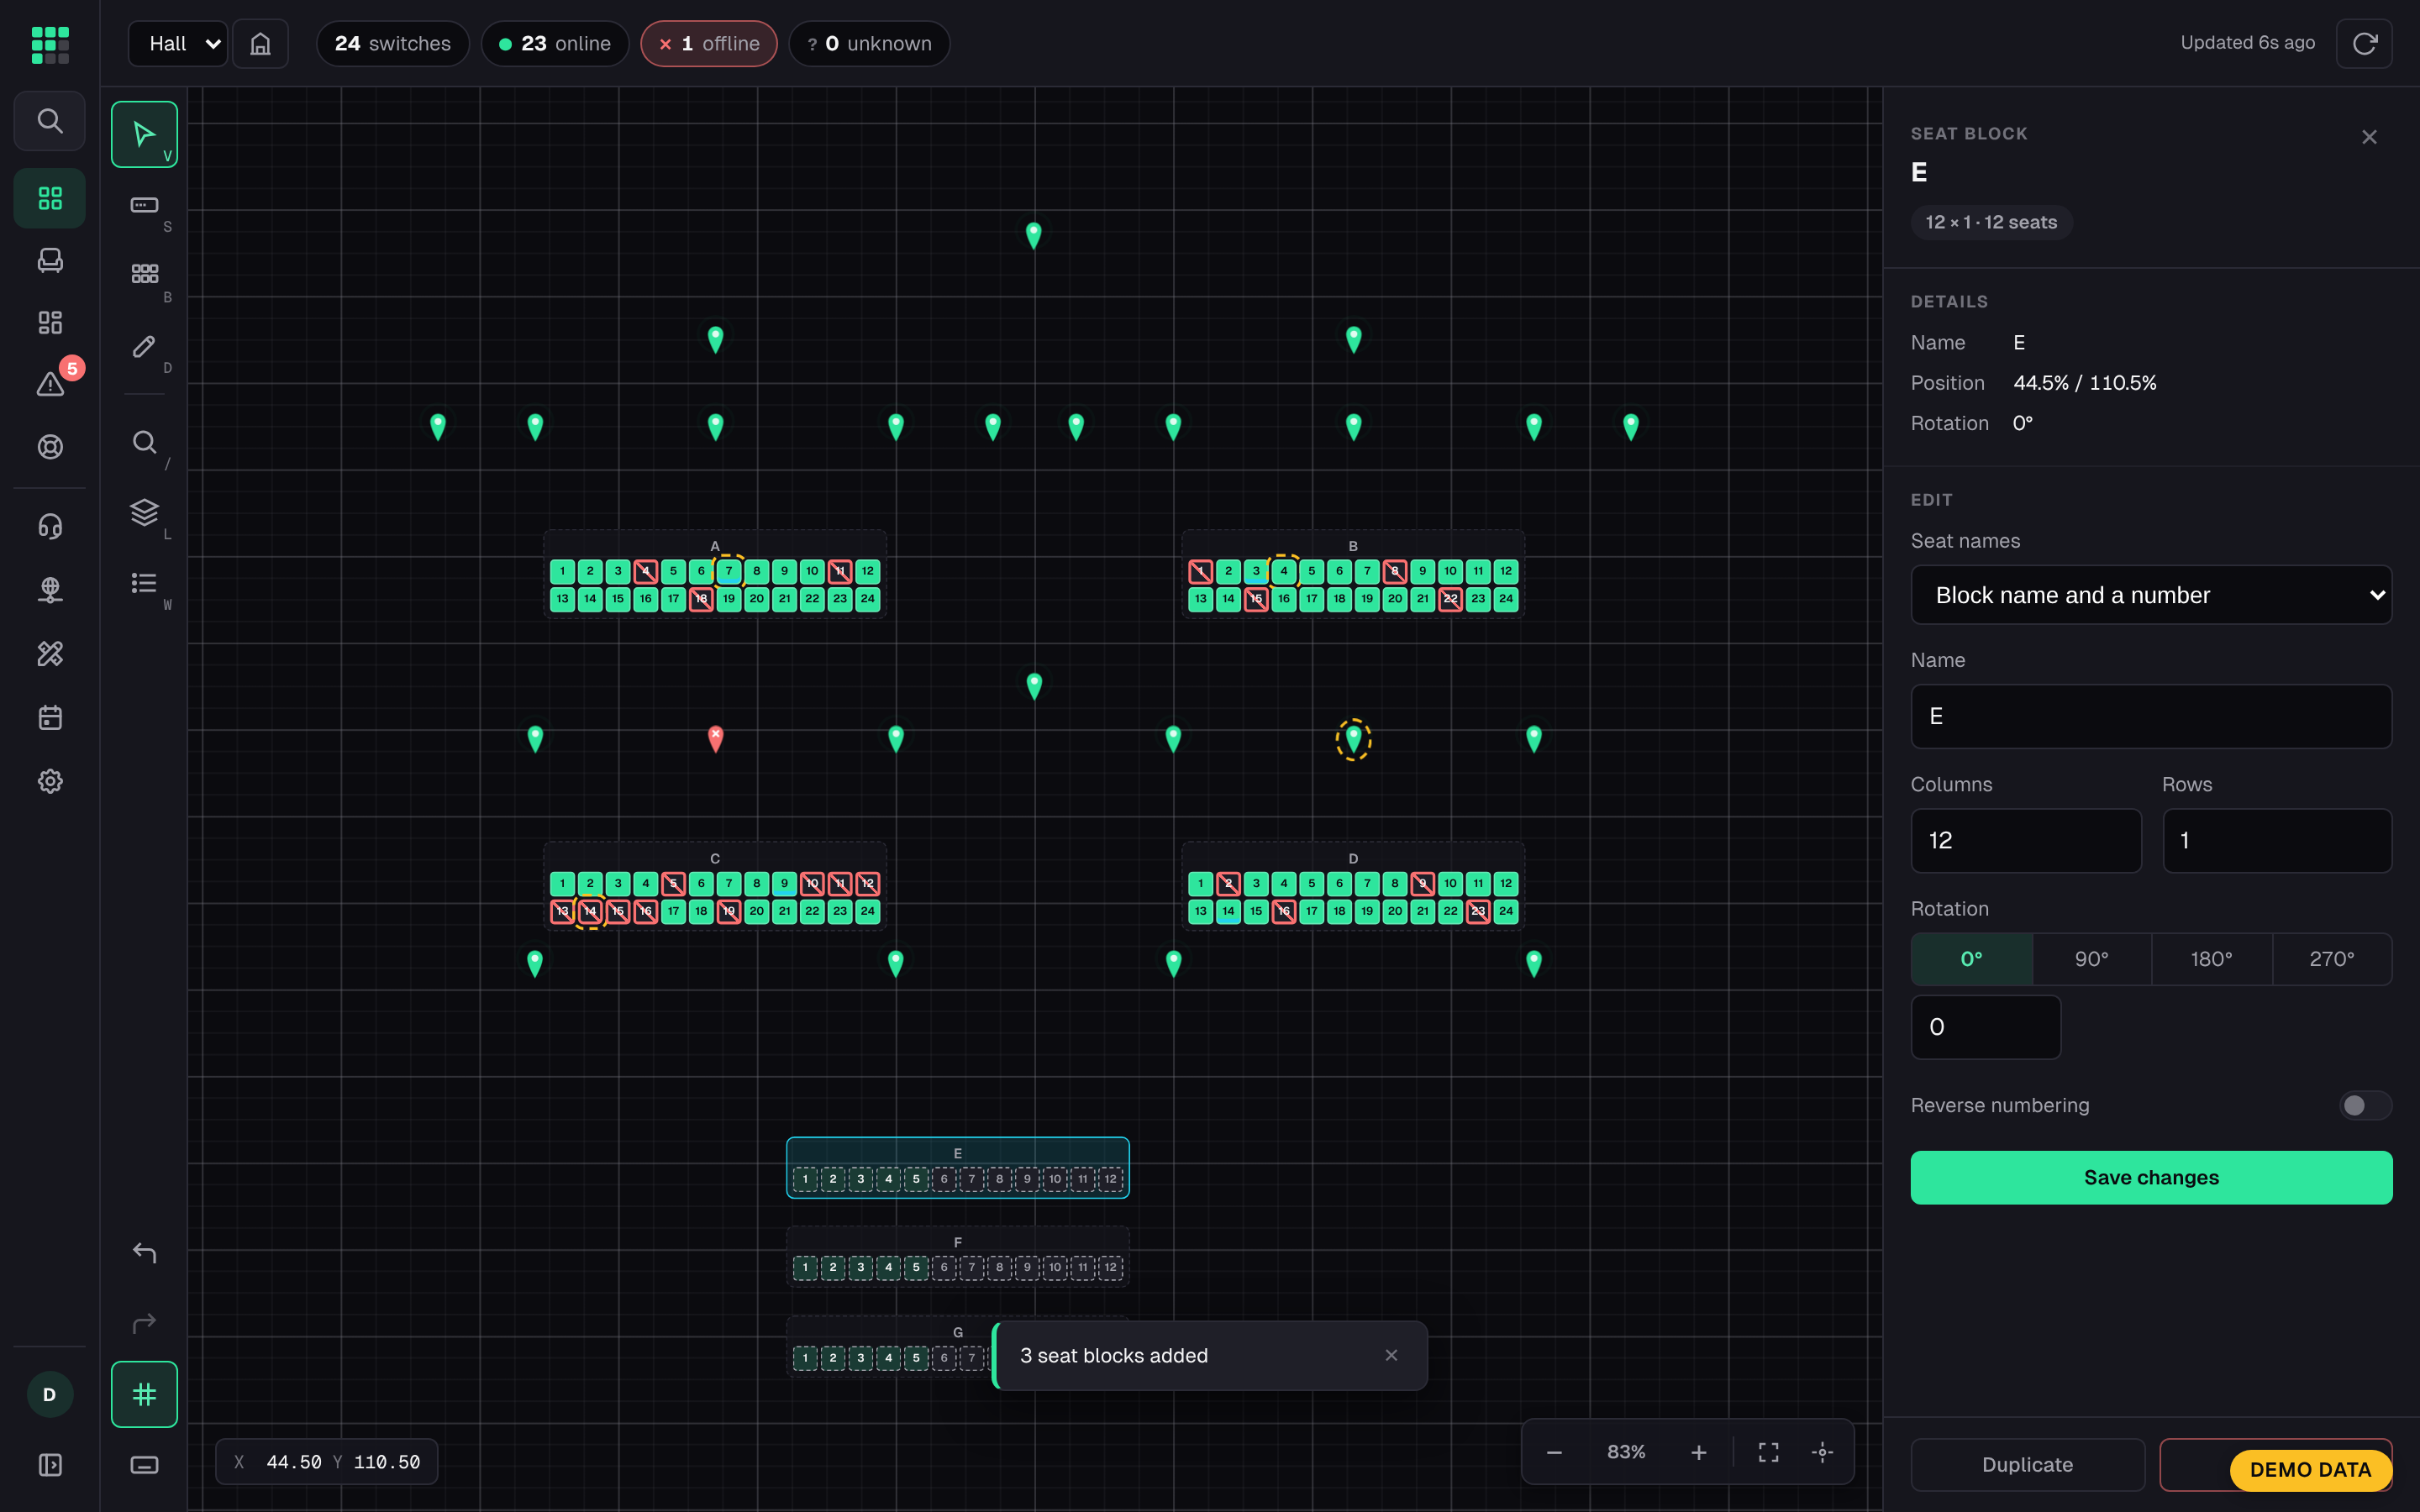 Hall
24 switches
23 online
× 1 offline
? 0 unknown
Updated 6s ago
V
S
B
D
/
L
W
5
D
A
1 2 3 4 5 6 7 8 9 10 11 12
13 14 15 16 17 18 19 20 21 22 23 24
B
1 2 3 4 5 6 7 8 9 10 11 12
13 14 15 16 17 18 19 20 21 22 23 24
C
1 2 3 4 5 6 7 8 9 10 11 12
13 14 15 16 17 18 19 20 21 22 23 24
D
1 2 3 4 5 6 7 8 9 10 11 12
13 14 15 16 17 18 19 20 21 22 23 24
E
1 2 3 4 5 6 7 8 9 10 11 12
F
1 2 3 4 5 6 7 8 9 10 11 12
G
1 2 3 4 5 6 7
3 seat blocks added
X 44.50 Y 110.50
83%
SEAT BLOCK
E
12 × 1 · 12 seats
DETAILS
Name E
Position 44.5% / 110.5%
Rotation 0°
EDIT
Seat names
Block name and a number
Name
E
Columns
Rows
12
1
Rotation
0° 90° 180° 270°
0
Reverse numbering
Save changes
Duplicate
DEMO DATA